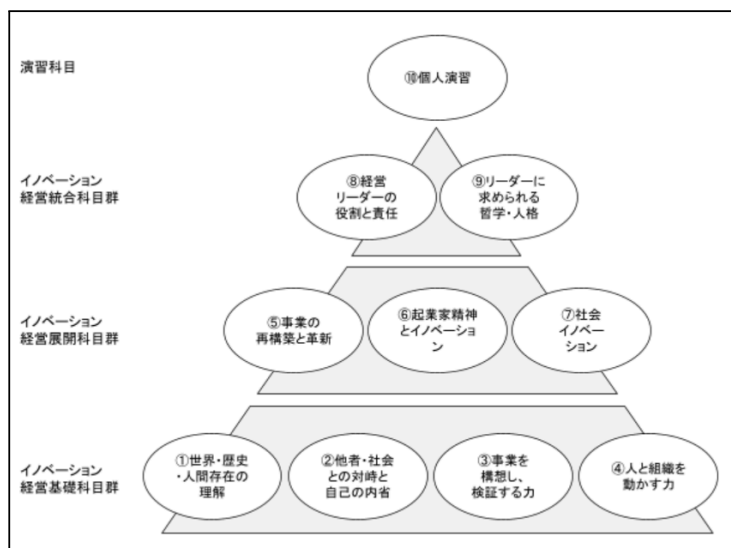 演習科目
⑩個人演習
イノベーション
経営統合科目群
⑧経営
リーダーの
役割と責任
⑨リーダーに
求められる
哲学・人格
イノベーション
経営展開科目群
⑤事業の
再構築と革新
⑥起業家精神
とイノベーショ
ン
⑦社会
イノベー
ション
イノベーション
経営基礎科目群
①世界・歴史
・人間存在の
理解
②他者・社会
との対峙と
自己の内省
③事業を
構想し、
検証する力
④人と組織を
動かす力